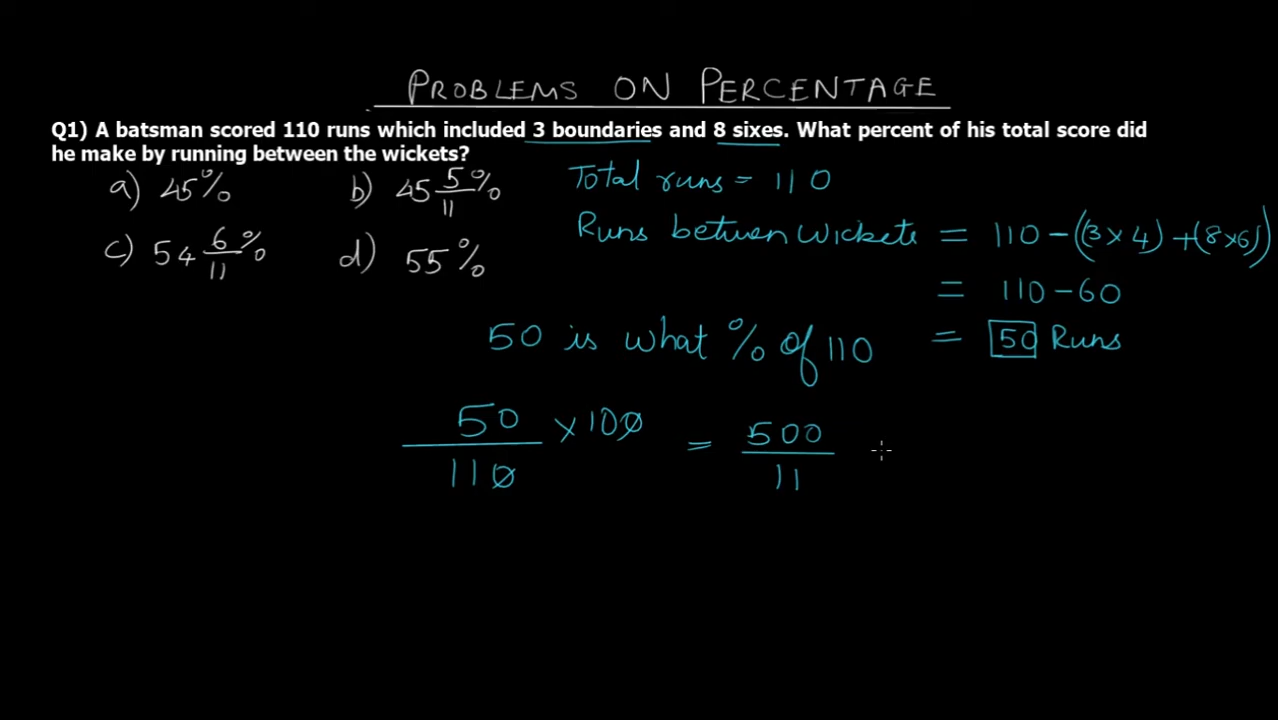 PROBLEMS ON PERCENTAGE
Q1) A batsman scored 110 runs which included 3 boundaries and 8 sixes. What percent of his total score did
he make by running between the wickets?
a) 45% b) 45 5/11 %
c) 54 6/11 % d) 55%
Total runs = 110
Runs between Wickets = 110 - ((3 × 4) + (8 × 6))
= 110 - 60
= 50 Runs
50 is what % of 110
50/110 × 100 = 500/11